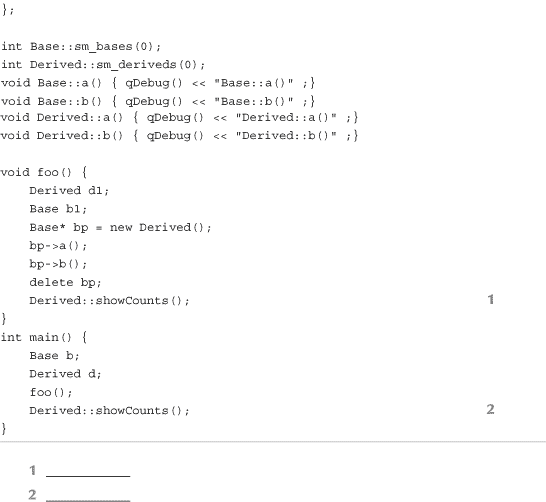 };
int Base::sm_bases(0);
int Derived::sm_deriveds(0);
void Base::a() { qDebug() << "Base::a()" ;}
void Base::b() { qDebug() << "Base::b()" ;}
void Derived::a() { qDebug() << "Derived::a()" ;}
void Derived::b() { qDebug() << "Derived::b()" ;}
void foo() {
    Derived d1;
    Base b1;
    Base* bp = new Derived();
    bp->a();
    bp->b();
    delete bp;
    Derived::showCounts(); 1
}
int main() {
    Base b;
    Derived d;
    foo();
    Derived::showCounts(); 2
}
1 ___________
2 ___________